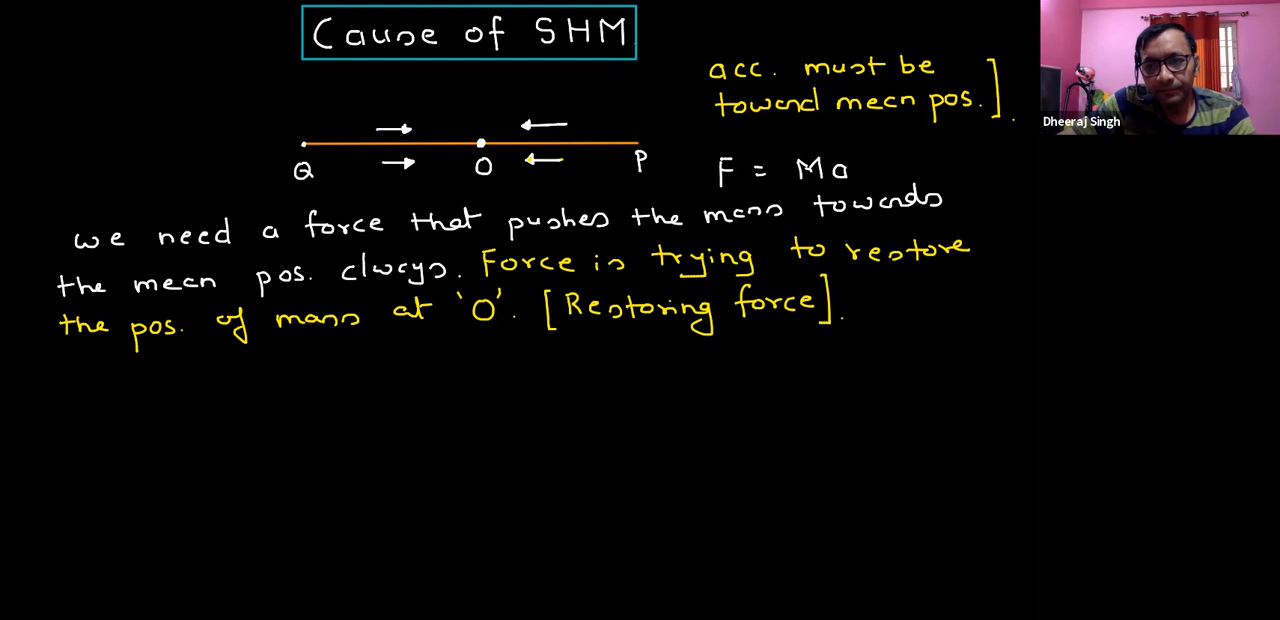 Cause of SHM
acc. must be
toward mean pos.].
Q O P
F = Ma
we need a force that pushes the mass towards
the mean pos. always. Force is trying to restore
the pos. of mass at 'O'. [Restoring force].
Dheeraj Singh